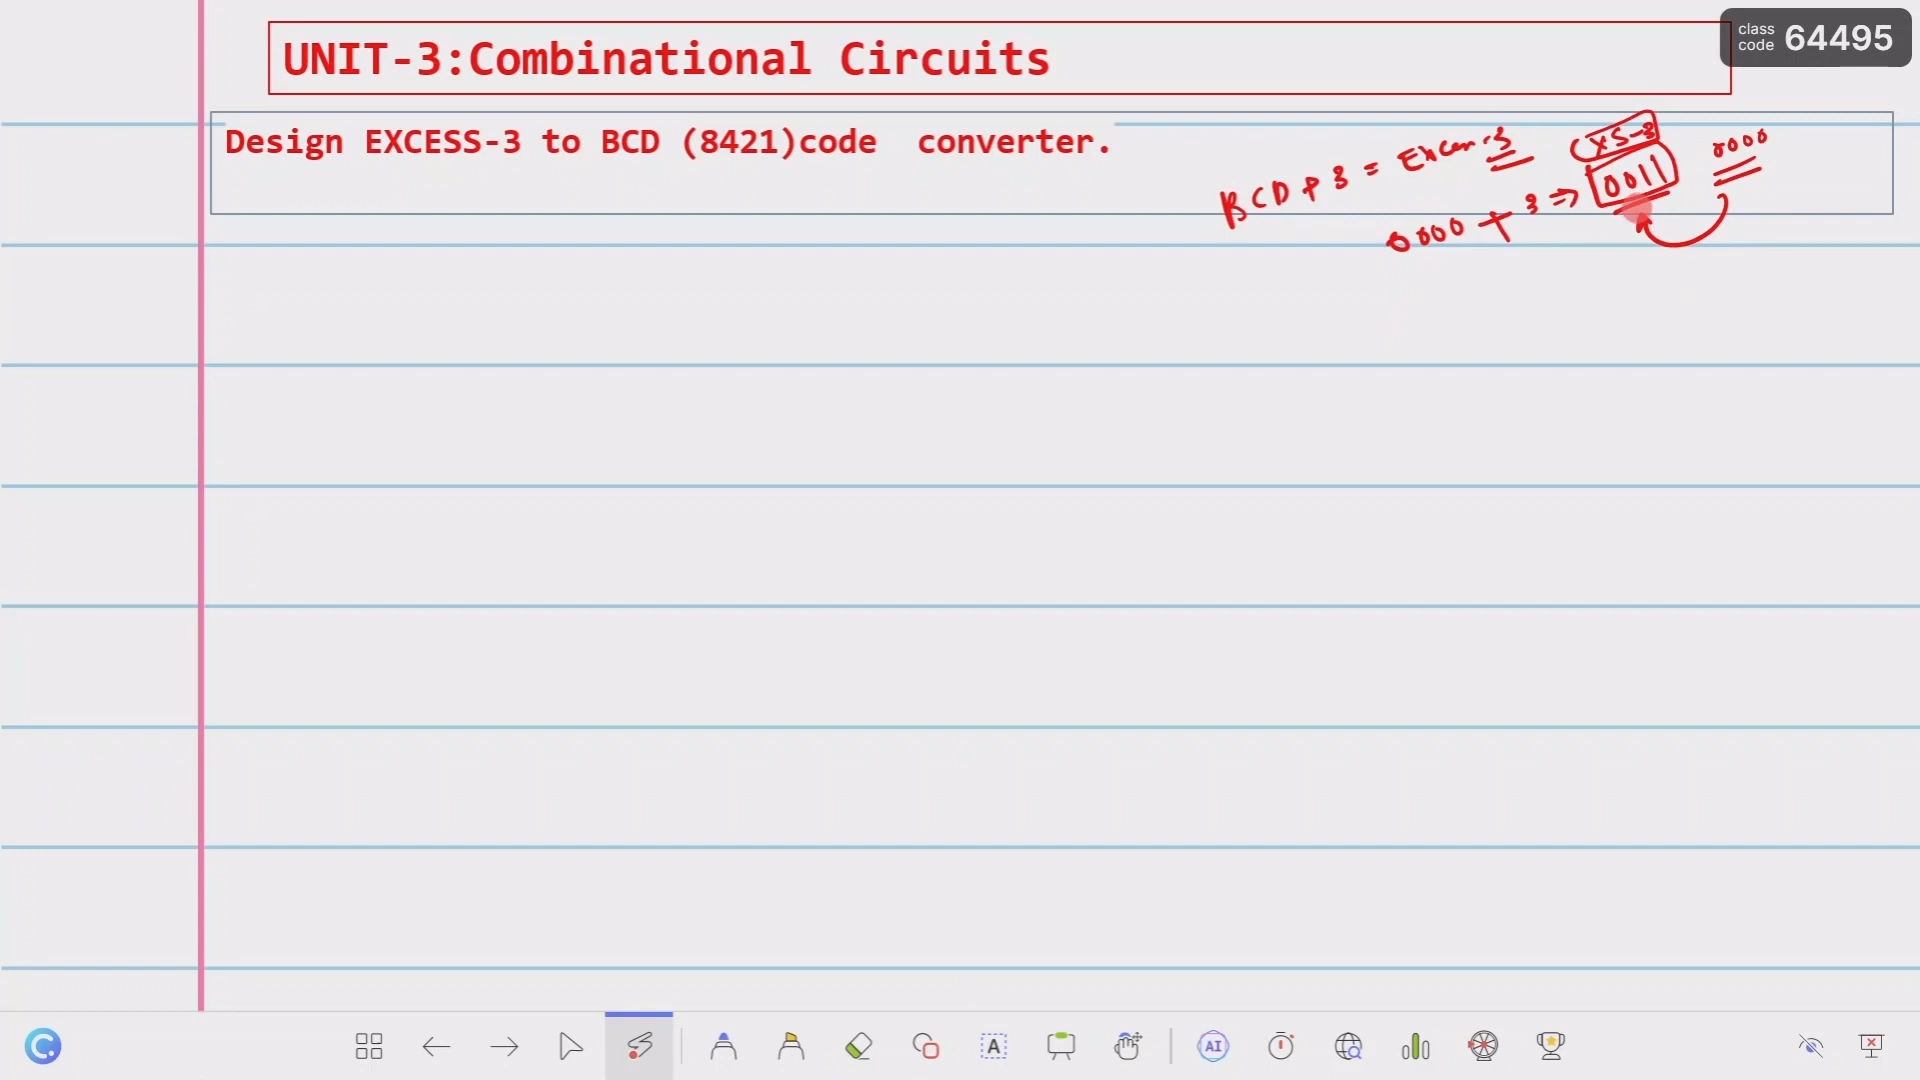 UNIT-3:Combinational Circuits
class code 64495
Design EXCESS-3 to BCD (8421)code converter.
BCD + 3 = Excess-3
(XS-3
0000
0000 + 3 ⇒ 0011
AI
A